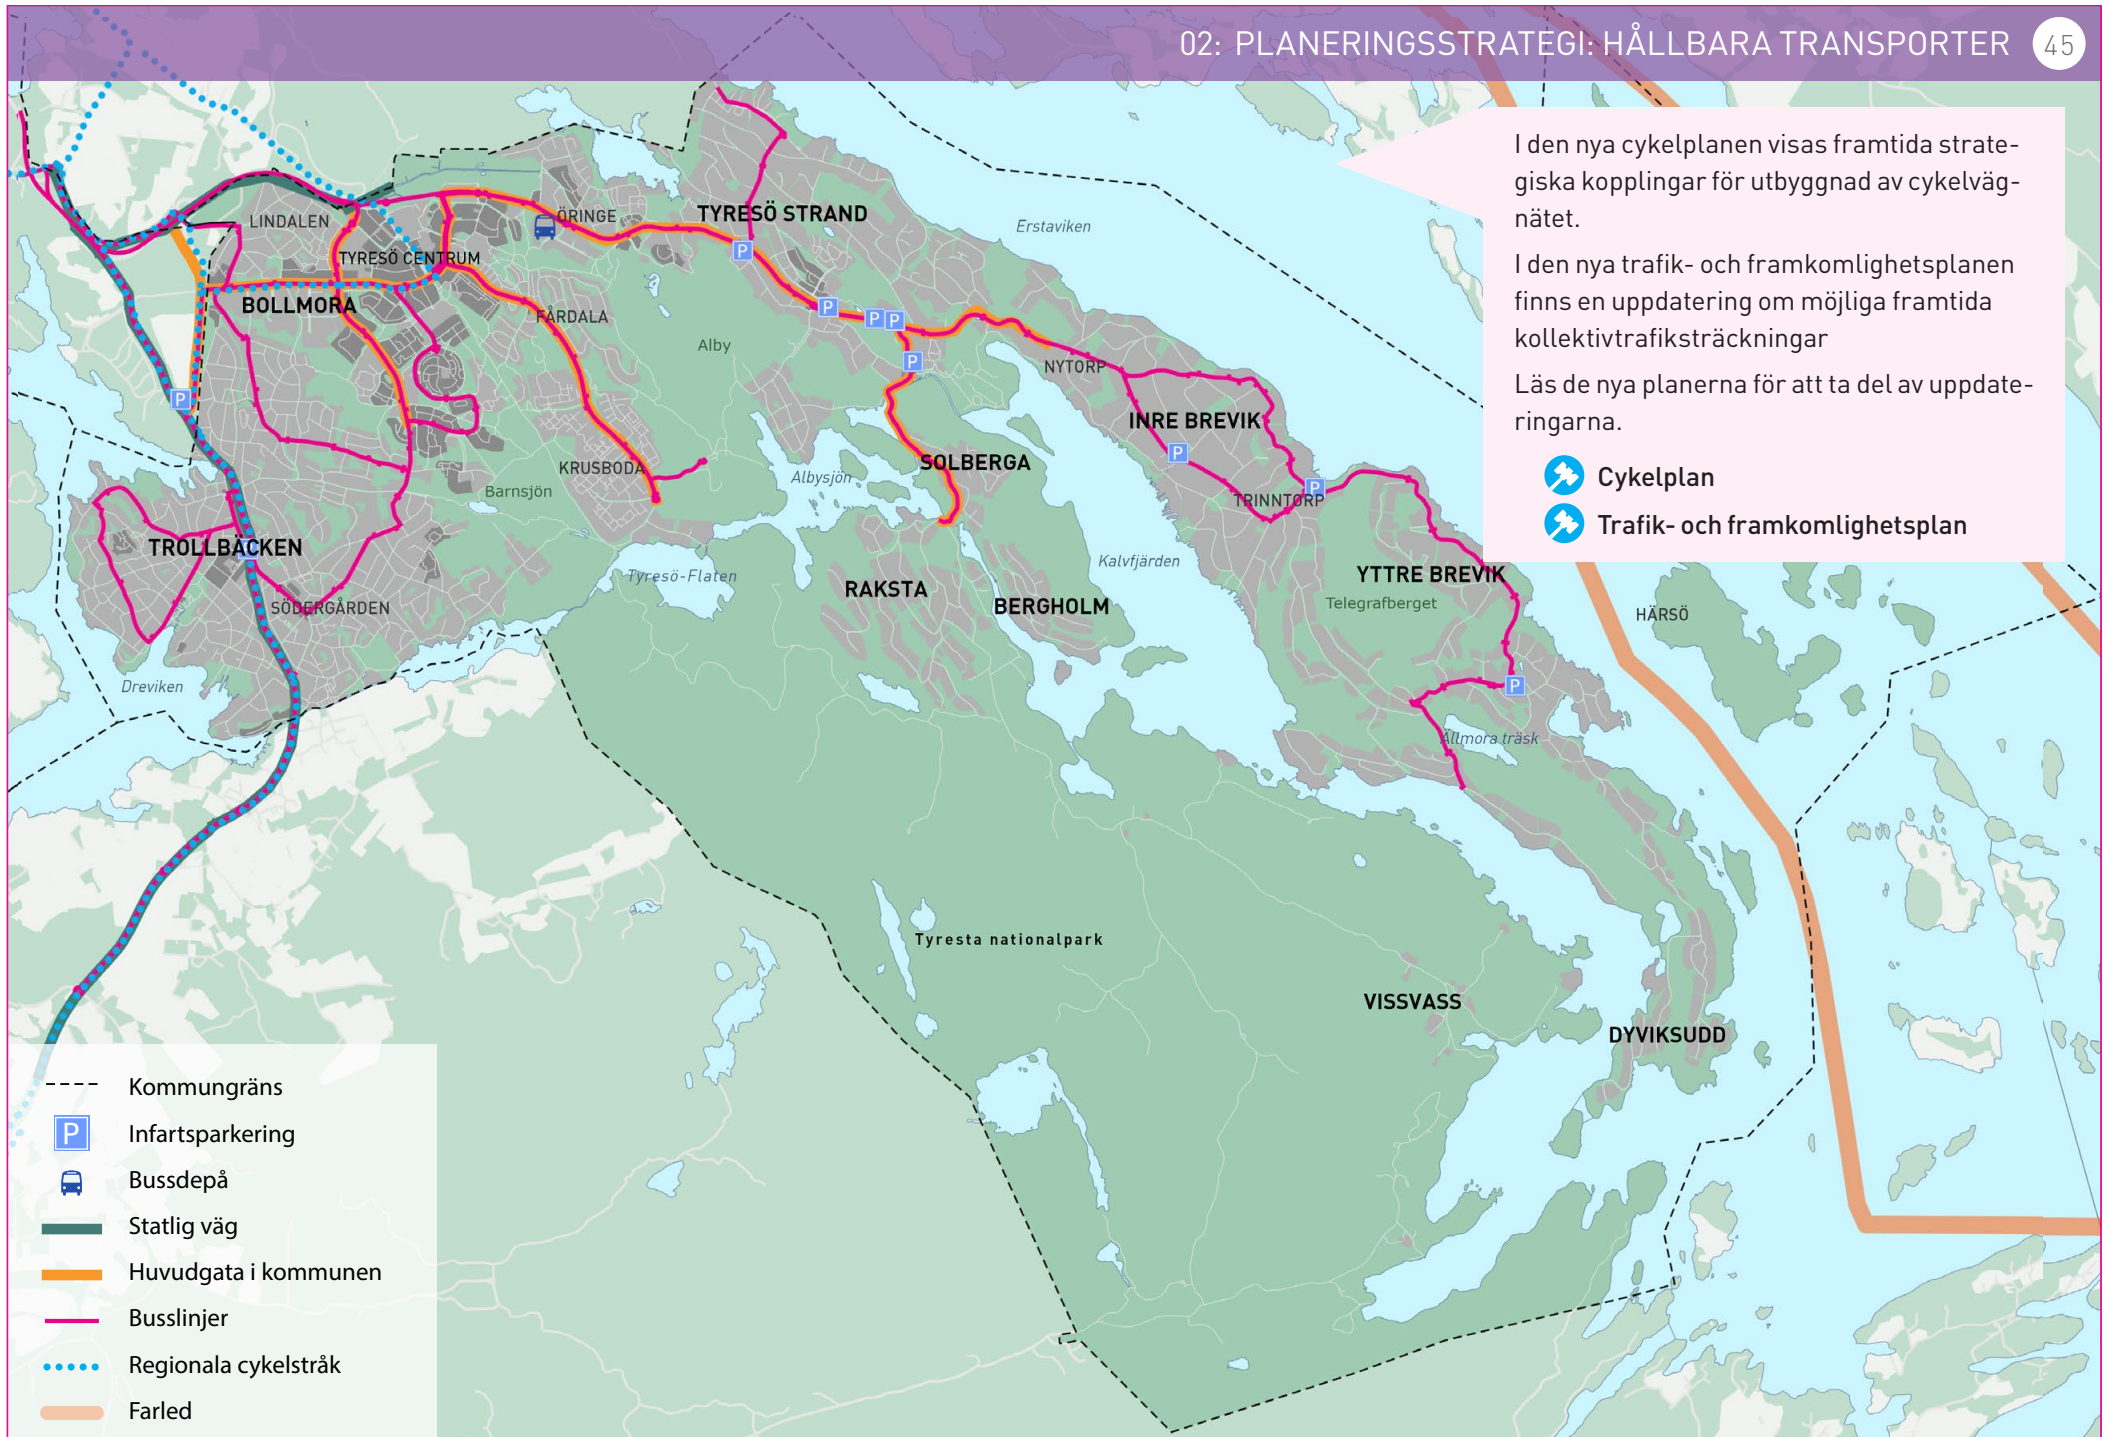 02: PLANERINGSSTRATEGI: HÅLLBARA TRANSPORTER 45
I den nya cykelplanen visas framtida strate-
giska kopplingar för utbyggnad av cykelväg-
nätet.
I den nya trafik- och framkomlighetsplanen
finns en uppdatering om möjliga framtida
kollektivtrafiksträckningar
Läs de nya planerna för att ta del av uppdate-
ringarna.
Cykelplan
Trafik- och framkomlighetsplan
LINDALEN
ÖRINGE
TYRESÖ STRAND
Erstaviken
TYRESÖ CENTRUM
BOLLMORA
FÅRDALA
Alby
NYTORP
INRE BREVIK
KRUSBODA
SOLBERGA
Albysjön
Barnsjön
TRINNTORP
TROLLBÄCKEN
Kalvfjärden
Tyresö-Flaten
RAKSTA
YTTRE BREVIK
SÖDERGÅRDEN
BERGHOLM
Telegrafberget
HÄRSÖ
Dreviken
Ällmora träsk
Tyresta nationalpark
VISSVASS
DYVIKSUDD
P
P
P
P
P
P
P
P
P
P
Kommungräns
P Infartsparkering
Bussdepå
Statlig väg
Huvudgata i kommunen
Busslinjer
Regionala cykelstråk
Farled